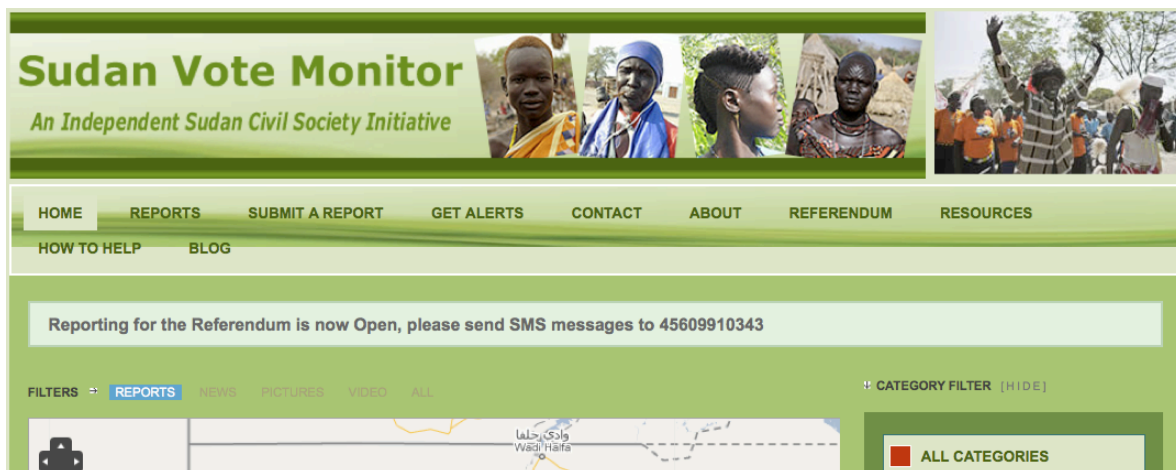 Sudan Vote Monitor
An Independent Sudan Civil Society Initiative
HOME REPORTS SUBMIT A REPORT GET ALERTS CONTACT ABOUT REFERENDUM RESOURCES
HOW TO HELP BLOG
Reporting for the Referendum is now Open, please send SMS messages to 45609910343
FILTERS REPORTS NEWS PICTURES VIDEO ALL
CATEGORY FILTER [HIDE]
وادي حلفا
Wadi Halfa
ALL CATEGORIES